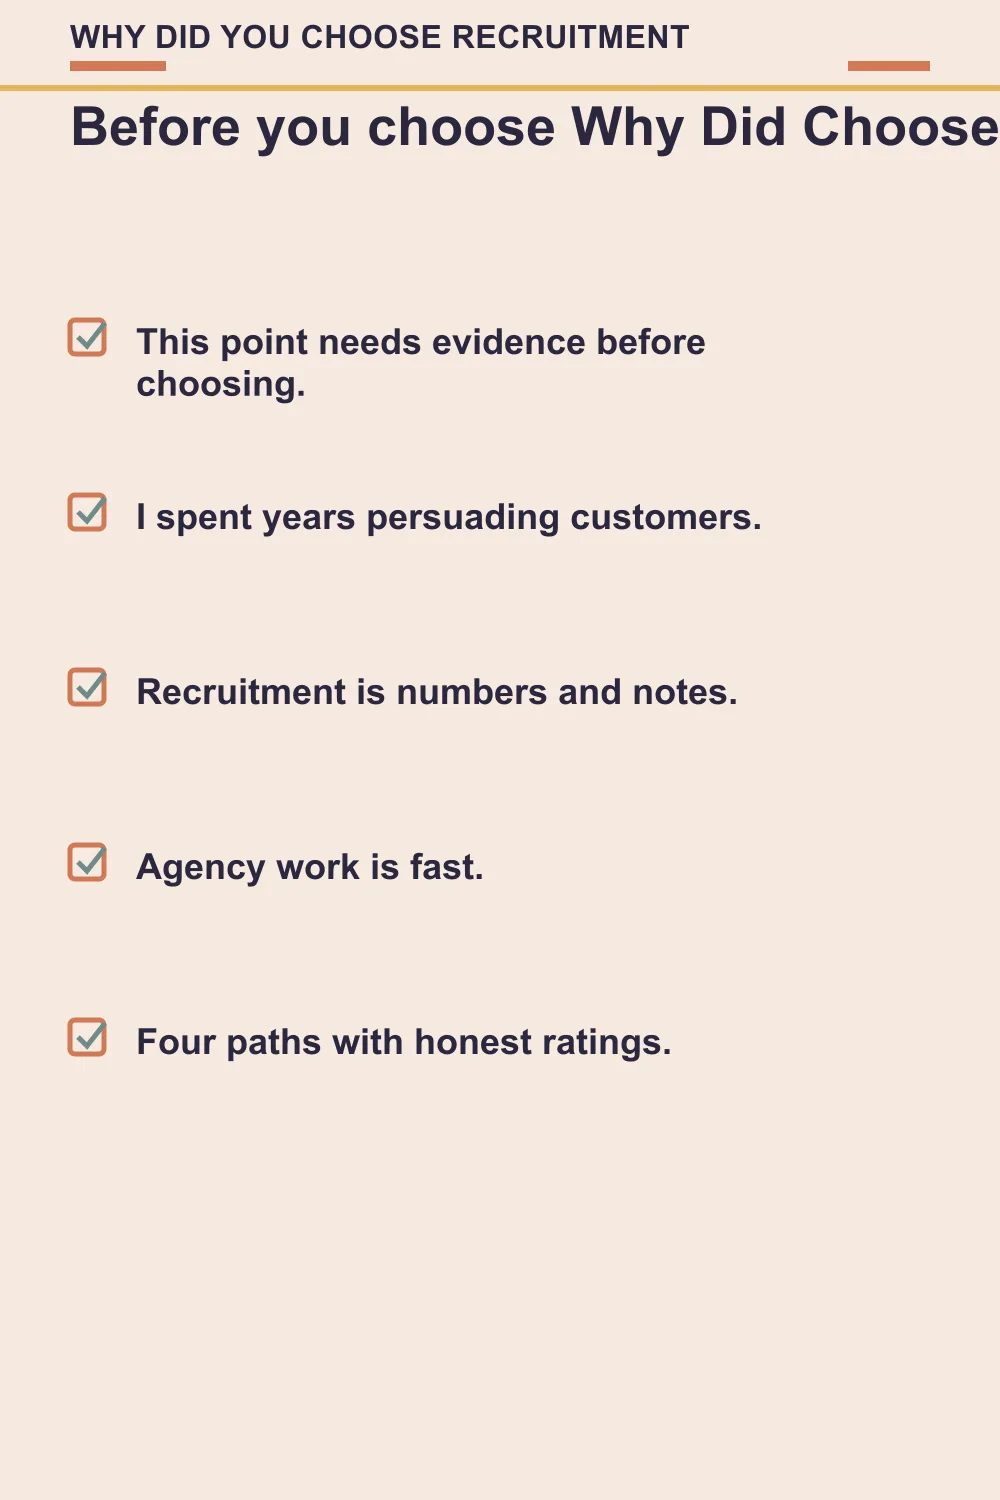 WHY DID YOU CHOOSE RECRUITMENT
Before you choose Why Did Choose
This point needs evidence before
choosing.
I spent years persuading customers.
Recruitment is numbers and notes.
Agency work is fast.
Four paths with honest ratings.